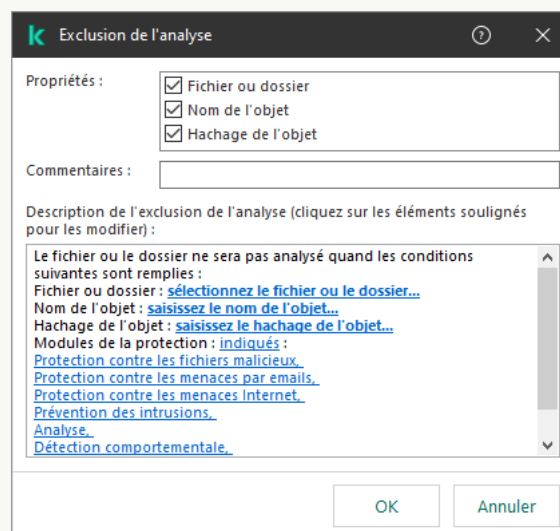 Exclusion de l'analyse
Propriétés :
Fichier ou dossier
Nom de l'objet
Hachage de l'objet
Commentaires :
Description de l'exclusion de l'analyse (cliquez sur les éléments soulignés
pour les modifier) :
Le fichier ou le dossier ne sera pas analysé quand les conditions
suivantes sont remplies :
Fichier ou dossier : sélectionnez le fichier ou le dossier...
Nom de l'objet : saisissez le nom de l'objet...
Hachage de l'objet : saisissez le hachage de l'objet...
Modules de la protection : indiqués :
Protection contre les fichiers malicieux,
Protection contre les menaces par emails,
Protection contre les menaces Internet,
Prévention des intrusions,
Analyse,
Détection comportementale,
OK Annuler